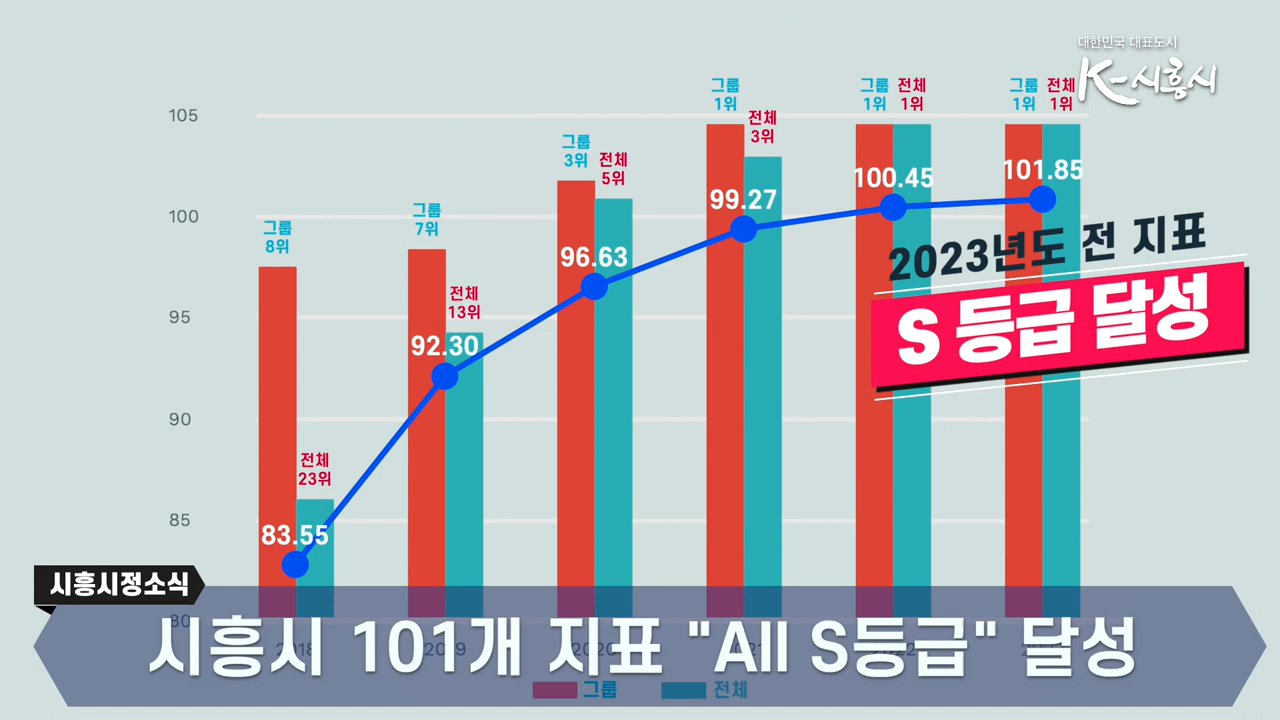 대한민국 대표도시
K-시흥시
105
100
95
90
85
80
그룹
8위
전체
23위
83.55
그룹
7위
전체
13위
92.30
그룹
3위
전체
5위
96.63
그룹
1위
전체
3위
99.27
그룹
1위
전체
1위
100.45
그룹
1위
전체
1위
101.85
2023년도 전 지표
S 등급 달성
시흥시정소식
시흥시 101개 지표 "All S등급" 달성
2018
2019
2020
2021
2022
그룹
전체